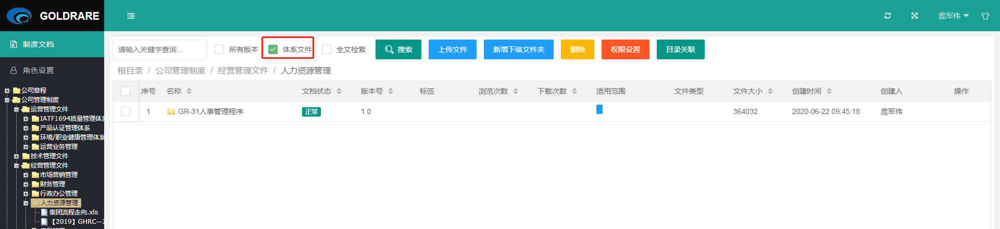 GOLDRARE
庞军伟
制度文档
角色设置
公司章程
公司管理制度
运营管理文件
IATF1694质量管理体系
产品认证管理体系
环境/职业健康管理体系
运营业务管理
技术管理文件
经营管理文件
市场营销管理
财务管理
行政办公管理
人力资源管理
集团流程走向.xls
【2019】GHRC—
请输入关键字查询... 所有版本 体系文件 全文检索 搜索 上传文件 新增下级文件夹 删除 权限设置 目录关联
根目录 / 公司管理制度 / 经营管理文件 / 人力资源管理
序号 名称 文档状态 版本号 标签 浏览次数 下载次数 适用范围 文件类型 文件大小 创建时间 创建人 操作
1 GR-31人事管理程序 正常 1.0 364032 2020-06-22 09:45:18 庞军伟